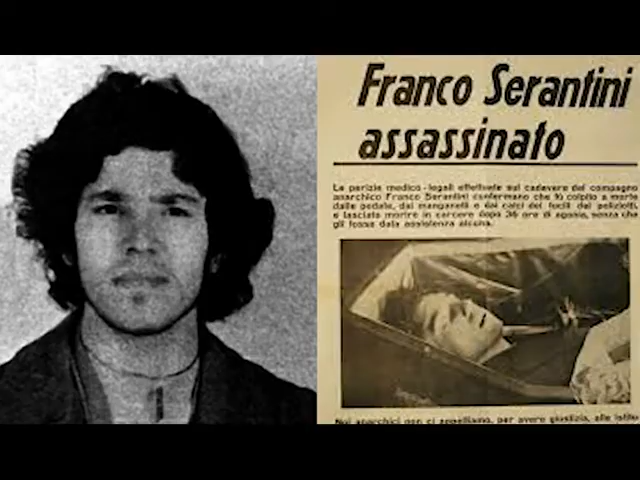 Franco Serantini
assassinato
Le perizie medico-legali effettuate sul cadavere del compagno
anarchico Franco Serantini confermano che fu colpito a morte
dalle pedate, dai manganelli e dai calci dei fucili dei poliziotti,
e lasciato morire in carcere dopo 36 ore di agonia, senza che
gli fosse data assistenza alcuna.
Noi anarchici non ci appelliamo, per avere giustizia, alle istitu